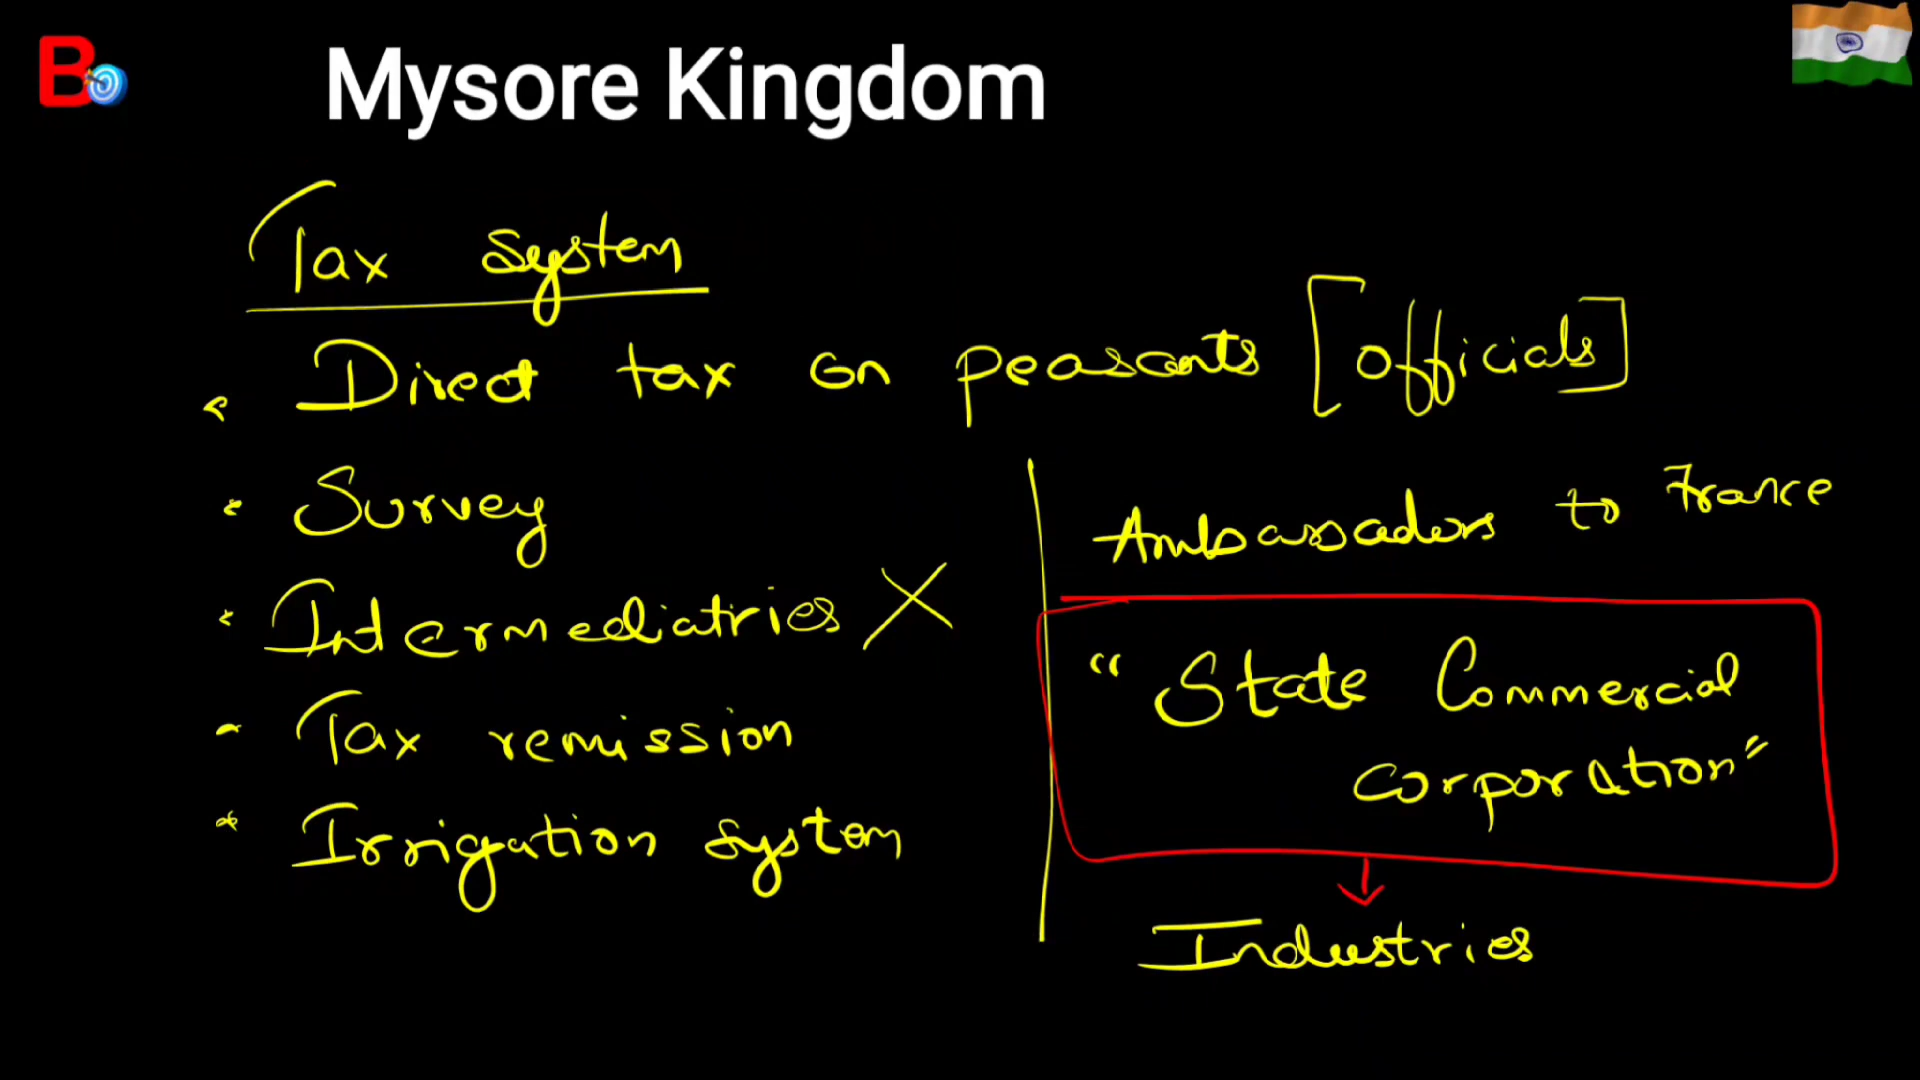 B
Mysore Kingdom
Tax system
Direct tax on peasants [officials]
• Survey
• Intermediatries X
• Tax remission
• Irrigation system
Ambassadors to France
"State Commercial
corporation"
Industries